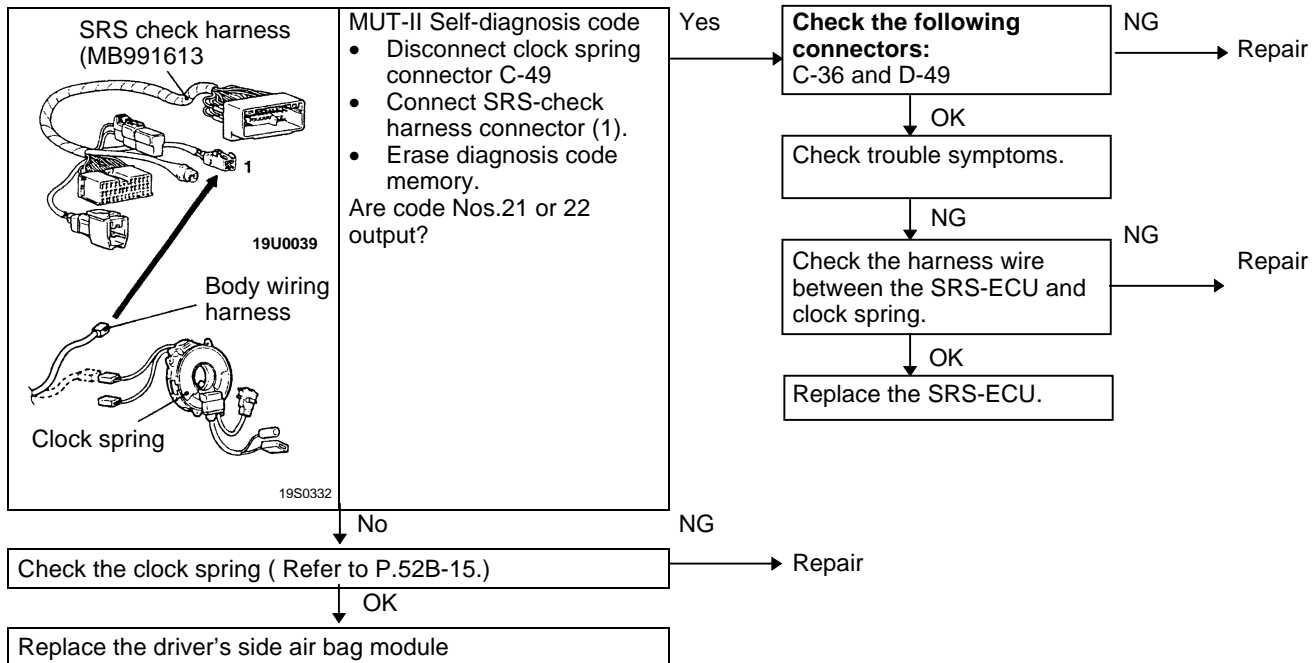 SRS check harness
(MB991613
1
19U0039
Body wiring
harness
Clock spring
19S0332
MUT-II Self-diagnosis code
• Disconnect clock spring
connector C-49
• Connect SRS-check
harness connector (1).
• Erase diagnosis code
memory.
Are code Nos.21 or 22
output?
Yes
Check the following
connectors:
C-36 and D-49
NG
Repair
OK
Check trouble symptoms.
NG
Check the harness wire
between the SRS-ECU and
clock spring.
NG
Repair
OK
Replace the SRS-ECU.
No
NG
Check the clock spring ( Refer to P.52B-15.)
Repair
OK
Replace the driver's side air bag module